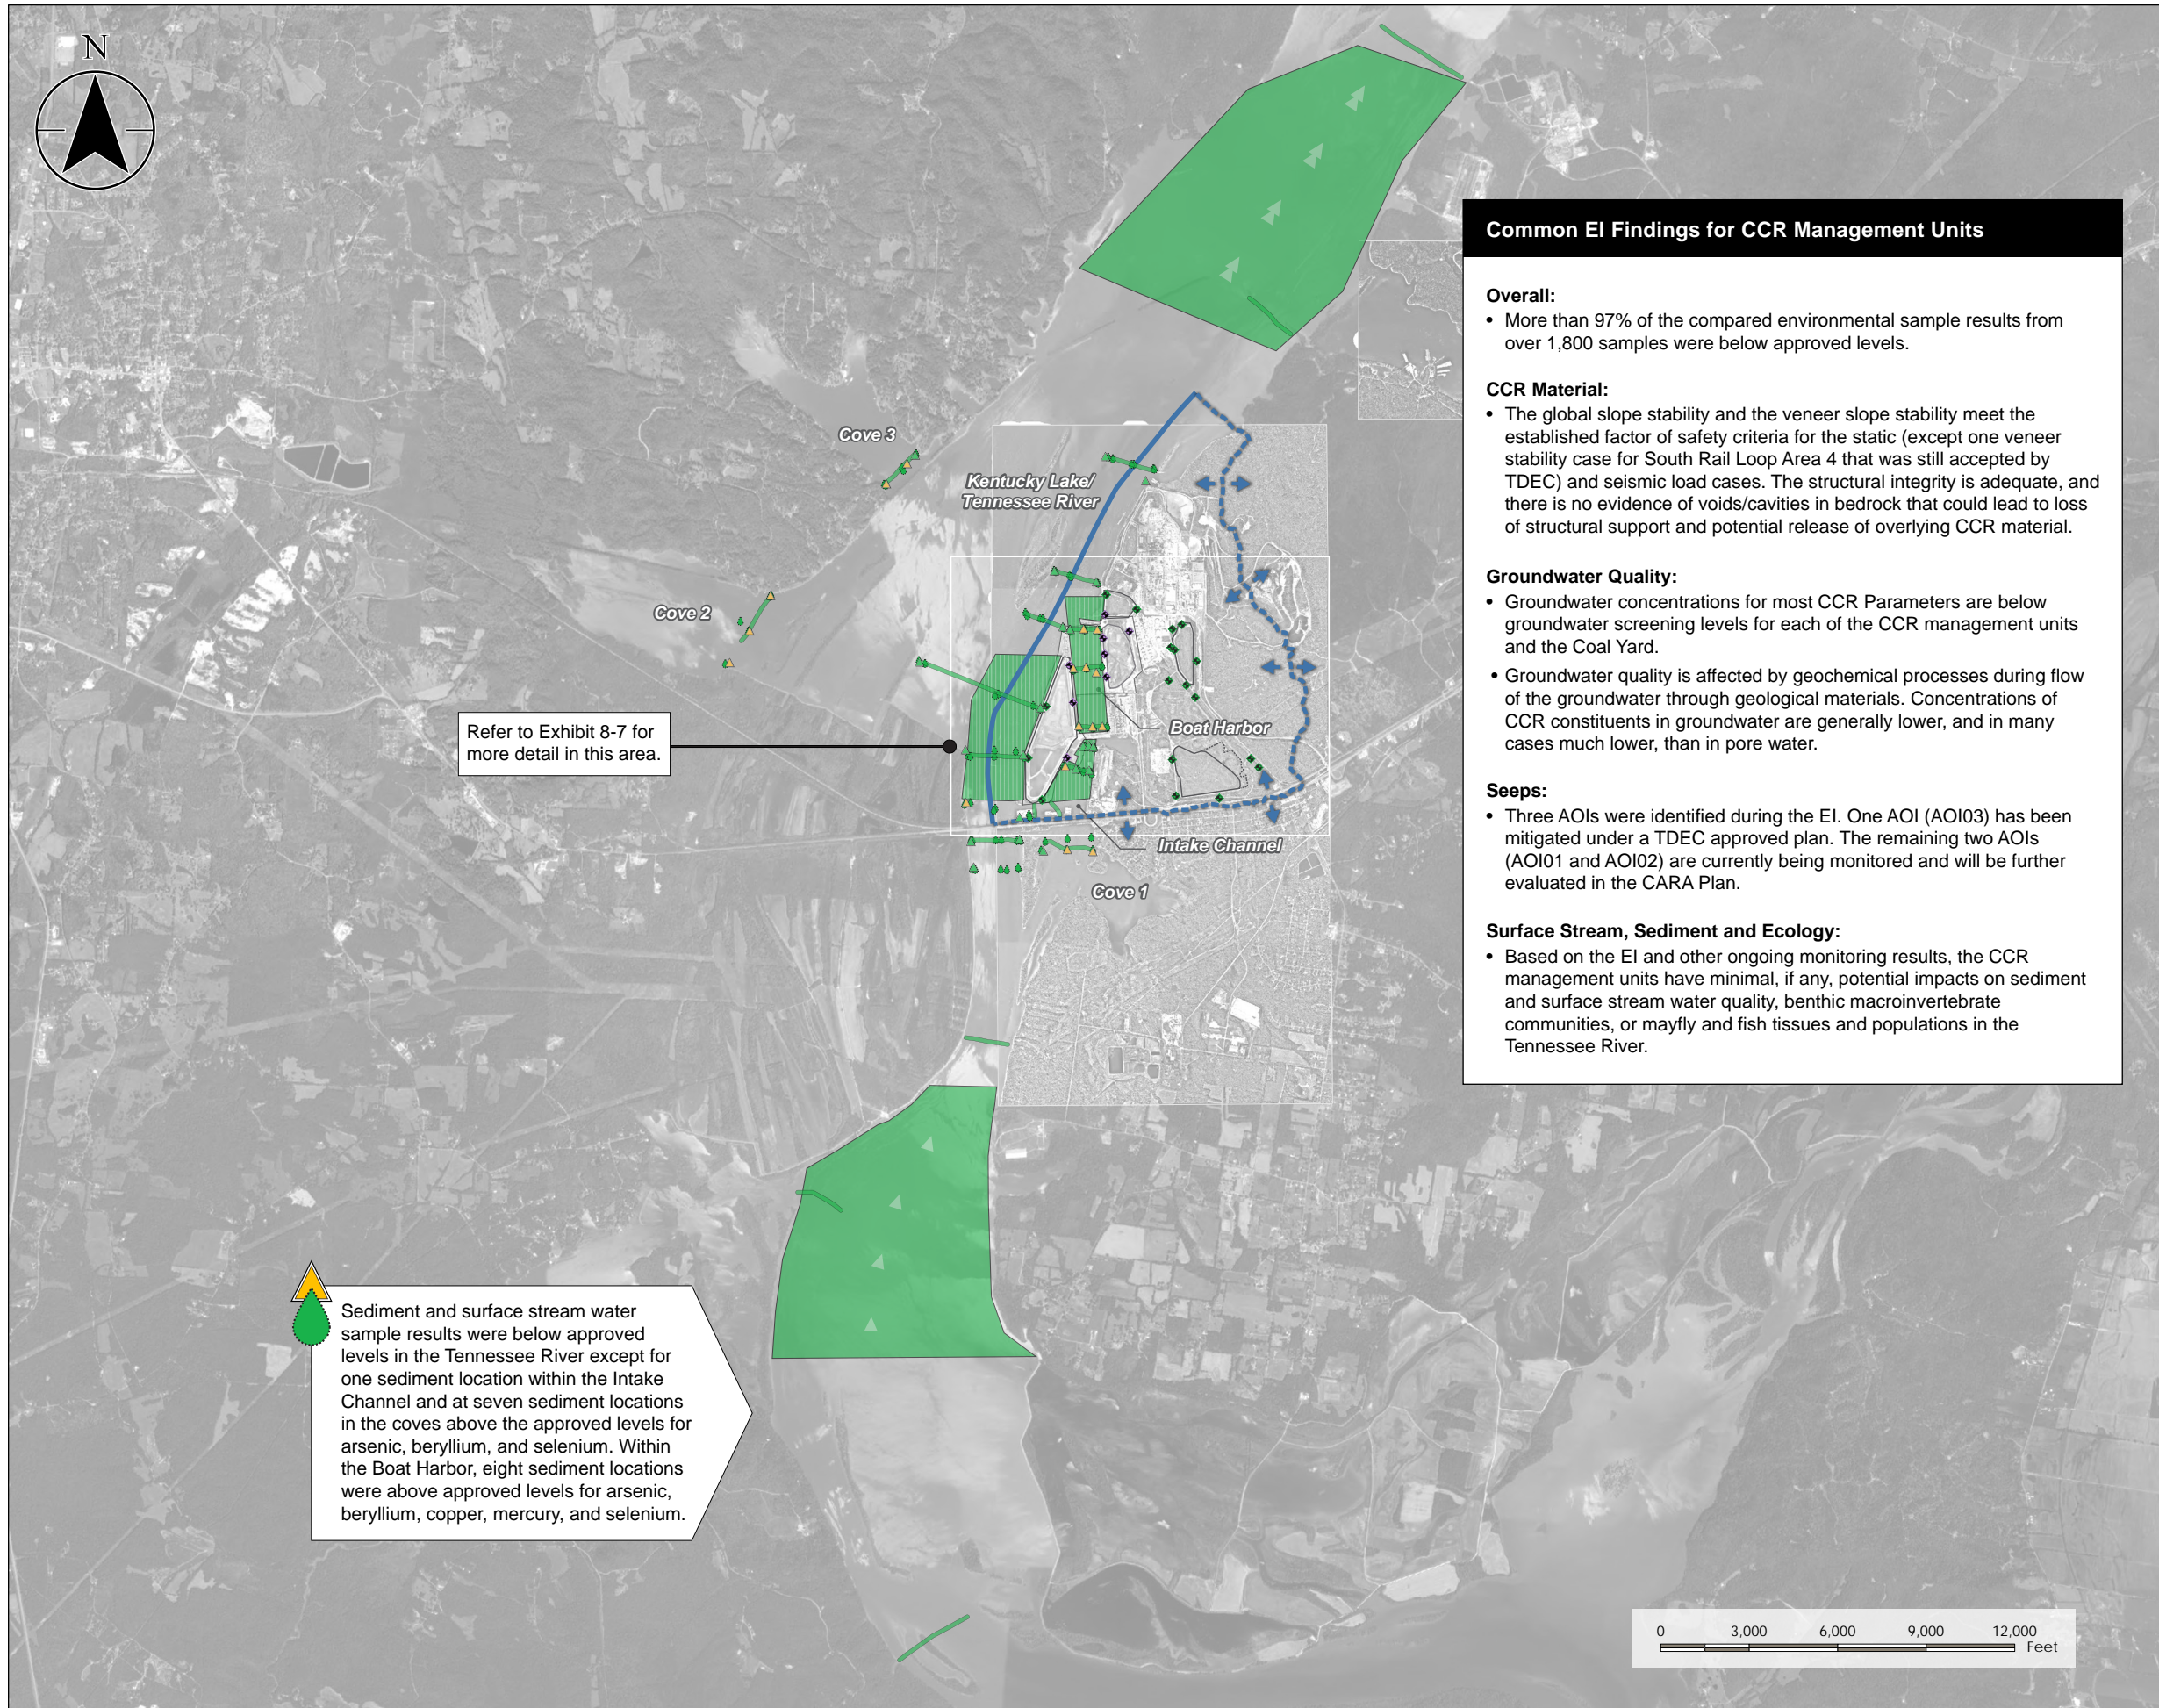 N
Common EI Findings for CCR Management Units
Overall:
• More than 97% of the compared environmental sample results from
over 1,800 samples were below approved levels.
CCR Material:
• The global slope stability and the veneer slope stability meet the
established factor of safety criteria for the static (except one veneer
stability case for South Rail Loop Area 4 that was still accepted by
TDEC) and seismic load cases. The structural integrity is adequate, and
there is no evidence of voids/cavities in bedrock that could lead to loss
of structural support and potential release of overlying CCR material.
Groundwater Quality:
• Groundwater concentrations for most CCR Parameters are below
groundwater screening levels for each of the CCR management units
and the Coal Yard.
• Groundwater quality is affected by geochemical processes during flow
of the groundwater through geological materials. Concentrations of
CCR constituents in groundwater are generally lower, and in many
cases much lower, than in pore water.
Seeps:
• Three AOIs were identified during the EI. One AOI (AOI03) has been
mitigated under a TDEC approved plan. The remaining two AOIs
(AOI01 and AOI02) are currently being monitored and will be further
evaluated in the CARA Plan.
Surface Stream, Sediment and Ecology:
• Based on the EI and other ongoing monitoring results, the CCR
management units have minimal, if any, potential impacts on sediment
and surface stream water quality, benthic macroinvertebrate
communities, or mayfly and fish tissues and populations in the
Tennessee River.
Cove 3
Kentucky Lake/
Tennessee River
Cove 2
Refer to Exhibit 8-7 for
more detail in this area.
Boat Harbor
Intake Channel
Cove 1
Sediment and surface stream water
sample results were below approved
levels in the Tennessee River except for
one sediment location within the Intake
Channel and at seven sediment locations
in the coves above the approved levels for
arsenic, beryllium, and selenium. Within
the Boat Harbor, eight sediment locations
were above approved levels for arsenic,
beryllium, copper, mercury, and selenium.
0 3,000 6,000 9,000 12,000
Feet